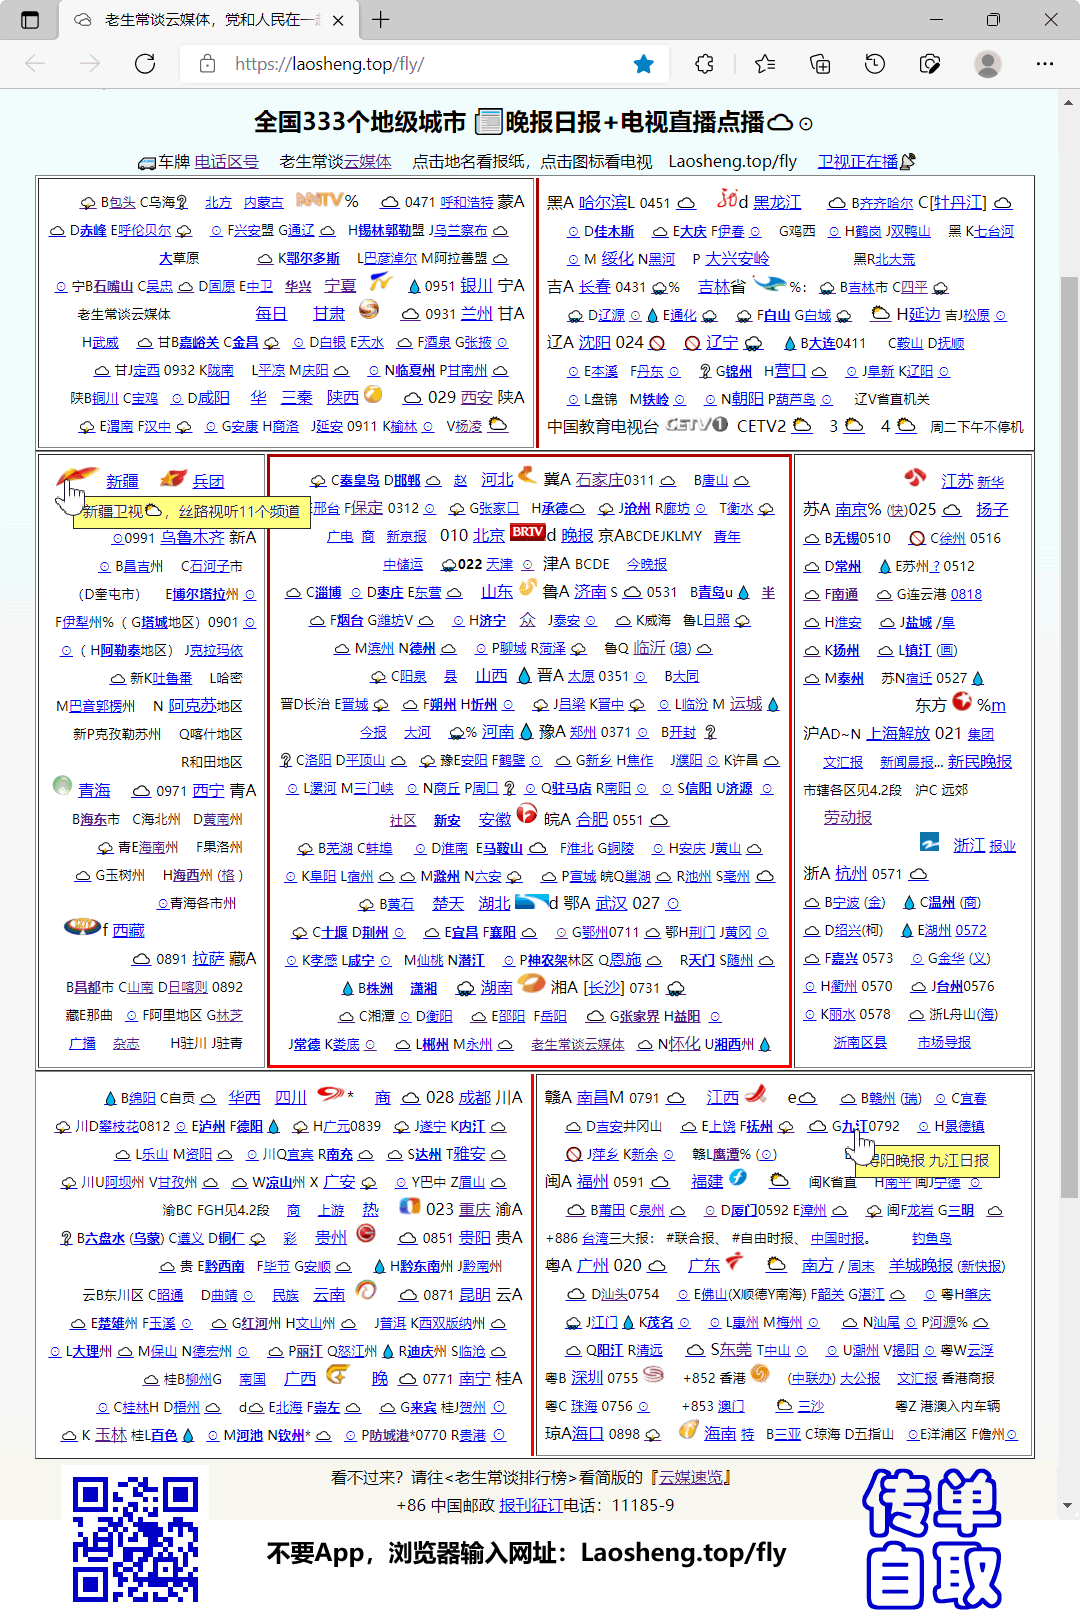 老生常谈云媒体，党和人民在一起
https://laosheng.top/fly/
全国333个地级城市 晚报日报+电视直播点播
车牌 电话区号 老生常谈云媒体 点击地名看报纸，点击图标看电视 Laosheng.top/fly 卫视正在播
B包头 C乌海 北方 内蒙古 NNTV% 0471 呼和浩特 蒙A
D赤峰 E呼伦贝尔 F兴安盟 G通辽 H锡林郭勒盟 J乌兰察布
大草原 K鄂尔多斯 L巴彦淖尔 M阿拉善盟
宁B石嘴山 C吴忠 D固原 E中卫 华兴 宁夏 0951 银川 宁A
老生常谈云媒体 每日 甘肃 0931 兰州 甘A
H武威 甘B嘉峪关 C金昌 D白银 E天水 F酒泉 G张掖
甘J定西 0932 K陇南 L平凉 M庆阳 N临夏州 P甘南州
陕B铜川 C宝鸡 D咸阳 华 三秦 陕西 029 西安 陕A
E渭南 F汉中 G安康 H商洛 J延安 0911 K榆林 V杨凌
黑A 哈尔滨L 0451 d 黑龙江 B齐齐哈尔 C[牡丹江]
D佳木斯 E大庆 F伊春 G鸡西 H鹤岗 J双鸭山 黑 K七台河
M 绥化 N黑河 P 大兴安岭 黑R北大荒
吉A 长春 0431 % 吉林省 %： B吉林市 C四平
D辽源 E通化 F白山 G白城 H延边 吉J松原
辽A 沈阳 024 辽宁 B大连0411 C鞍山 D抚顺
E本溪 F丹东 G锦州 H营口 J阜新 K辽阳
L盘锦 M铁岭 N朝阳 P葫芦岛 辽V省直机关
中国教育电视台 CETV1 CETV2 3 4 周二下午不停机
新疆 兵团
新疆卫视，丝路视听11个频道
0991 乌鲁木齐 新A
B昌吉州 C石河子市
（D奎屯市） E博尔塔拉州
F伊犁州%（ G塔城地区）0901
（ H阿勒泰地区） J克拉玛依
新K吐鲁番 L哈密
M巴音郭楞州 N 阿克苏地区
新P克孜勒苏州 Q喀什地区
R和田地区
青海 0971 西宁 青A
B海东市 C海北州 D黄南州
青E海南州 F果洛州
G玉树州 H海西州 (格 )
青海各市州
f 西藏
0891 拉萨 藏A
B昌都市 C山南 D日喀则 0892
藏E那曲 F阿里地区 G林芝
广播 杂志 H驻川 J驻青
C秦皇岛 D邯郸 赵 河北 冀A 石家庄0311 B唐山
邢台 F保定 0312 G张家口 H承德 J沧州 R廊坊 T衡水
广电 商 新京报 010 北京 BRTVd 晚报 京ABCDEJKLMY 青年
中储运 022 天津 津A BCDE 今晚报
C淄博 D枣庄 E东营 山东 鲁A 济南 S 0531 B青岛u 半
F烟台 G潍坊V H济宁 众 J泰安 K威海 鲁L日照
M滨州 N德州 P聊城 R菏泽 鲁Q 临沂 (琅)
C阳泉 县 山西 晋A 太原 0351 B大同
晋D长治 E晋城 F朔州 H忻州 J吕梁 K晋中 L临汾 M 运城
今报 大河 % 河南 豫A 郑州 0371 B开封
C洛阳 D平顶山 豫E安阳 F鹤壁 G新乡 H焦作 J濮阳 K许昌
L漯河 M三门峡 N商丘 P周口 Q驻马店 R南阳 S信阳 U济源
社区 新安 安徽 皖A 合肥 0551
B芜湖 C蚌埠 D淮南 E马鞍山 F淮北 G铜陵 H安庆 J黄山
K阜阳 L宿州 M滁州 N六安 P宣城 皖Q巢湖 R池州 S亳州
B黄石 楚天 湖北 d 鄂A 武汉 027
C十堰 D荆州 E宜昌 F襄阳 G鄂州0711 鄂H荆门 J黄冈
K孝感 L咸宁 M仙桃 N潜江 P神农架林区 Q恩施 R天门 S随州
B株洲 潇湘 湖南 湘A [长沙] 0731
C湘潭 D衡阳 E邵阳 F岳阳 G张家界 H益阳
J常德 K娄底 L郴州 M永州 老生常谈云媒体 N怀化 U湘西州
江苏 新华
苏A 南京% (快)025 扬子
B无锡0510 C徐州 0516
D常州 E苏州 ? 0512
F南通 G连云港 0818
H淮安 J盐城 /阜
K扬州 L镇江 (画)
M泰州 苏N宿迁 0527
东方 %m
沪AD~N 上海解放 021 集团
文汇报 新闻晨报... 新民晚报
市辖各区见4.2段 沪C 远郊
劳动报
浙江 报业
浙A 杭州 0571
B宁波 (金) C温州 (商)
D绍兴(柯) E湖州 0572
F嘉兴 0573 G金华 (义)
H衢州 0570 J台州0576
K丽水 0578 浙L舟山(海)
浙南区县 市场导报
B绵阳 C自贡 华西 四川 * 商 028 成都 川A
川D攀枝花0812 E泸州 F德阳 H广元0839 J遂宁 K内江
L乐山 M资阳 川Q宜宾 R南充 S达州 T雅安
川U阿坝州 V甘孜州 W凉山州 X 广安 Y巴中 Z眉山
渝BC FGH见4.2段 商 上游 热 023 重庆 渝A
B六盘水 (乌蒙) C遵义 D铜仁 彩 贵州 0851 贵阳 贵A
贵 E黔西南 F毕节 G安顺 H黔东南州 J黔南州
云B东川区 C昭通 D曲靖 民族 云南 0871 昆明 云A
E楚雄州 F玉溪 G红河州 H文山州 J普洱 K西双版纳州
L大理州 M保山 N德宏州 P丽江 Q怒江州 R迪庆州 S临沧
桂B柳州G 南国 广西 晚 0771 南宁 桂A
C桂林H D梧州 d E北海 F崇左 G来宾 桂J贺州
K 玉林 桂L百色 M河池 N钦州* P防城港*0770 R贵港
赣A 南昌M 0791 江西 e B赣州 (瑞) C宜春
D吉安井冈山 E上饶 F抚州 G九江0792 H景德镇
J萍乡 K新余 赣L鹰潭% ( ) 浔阳晚报 九江日报
闽A 福州 0591 福建 闽K省直 H南平 闽J宁德
B莆田 C泉州 D厦门0592 E漳州 闽F龙岩 G三明
+886 台湾三大报： #联合报、 #自由时报、 中国时报。 钓鱼岛
粤A 广州 020 广东 南方 / 周末 羊城晚报 (新快报)
D汕头0754 E佛山(X顺德Y南海) F韶关 G湛江 粤H肇庆
J江门 K茂名 L惠州 M梅州 N汕尾 P河源%
Q阳江 R清远 S东莞 T中山 U潮州 V揭阳 粤W云浮
粤B 深圳 0755 +852 香港 (中联办) 大公报 文汇报 香港商报
粤C 珠海 0756 +853 澳门 三沙 粤Z 港澳入内车辆
琼A海口 0898 海南 特 B三亚 C琼海 D五指山 E洋浦区 F儋州
看不过来？请往<老生常谈排行榜>看简版的『云媒速览』
+86 中国邮政 报刊征订电话：11185-9
不要App，浏览器输入网址：Laosheng.top/fly
传单
自取